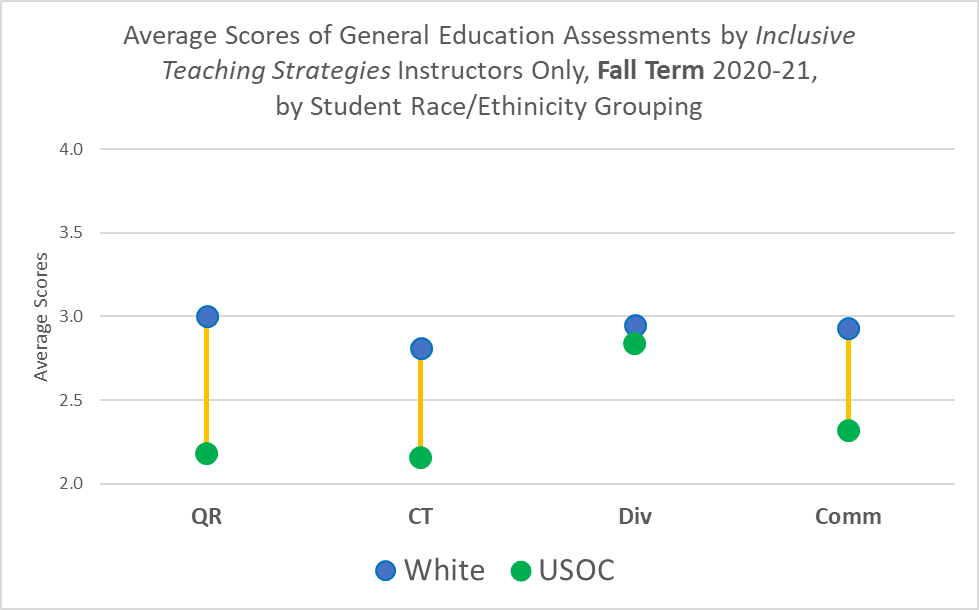 Average Scores of General Education Assessments by Inclusive
Teaching Strategies Instructors Only, Fall Term 2020-21,
by Student Race/Ethinicity Grouping
4.0
3.5
3.0
2.5
2.0
Average Scores
QR CT Div Comm
White USOC